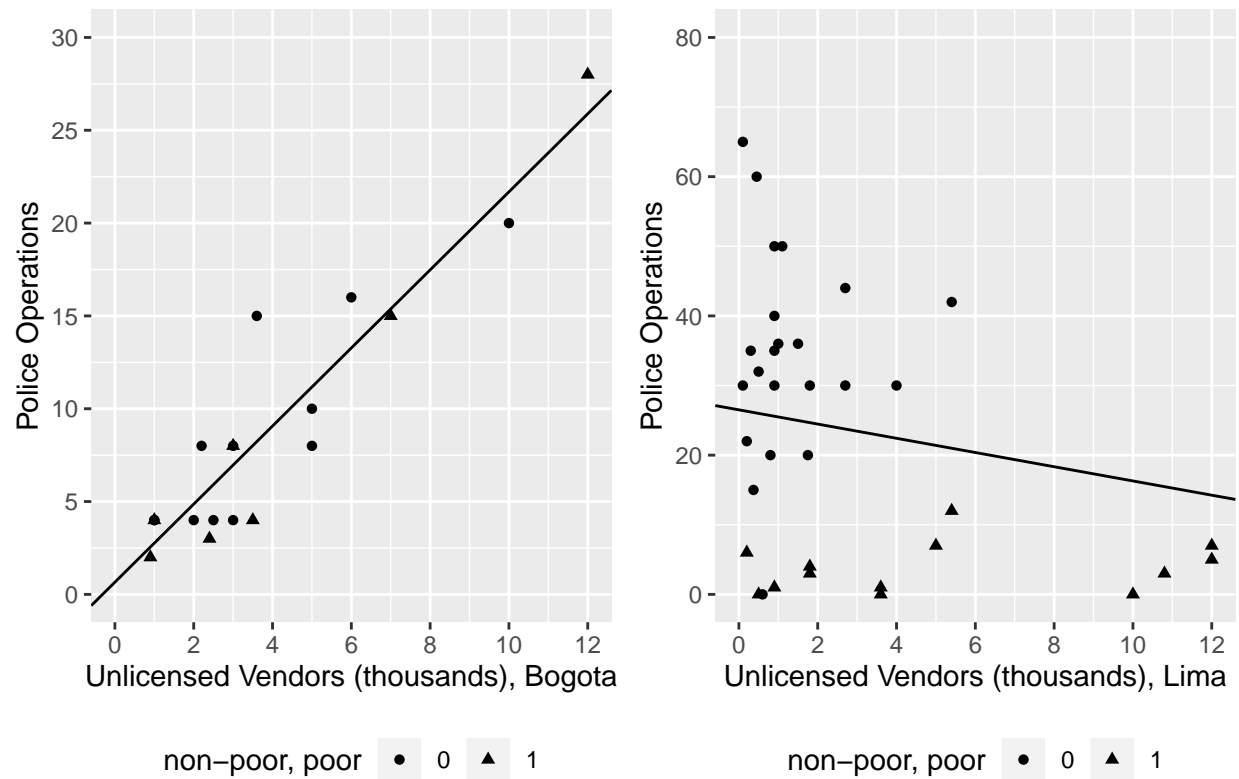 30
25
20
15
10
5
0
Police Operations
0 2 4 6 8 10 12
Unlicensed Vendors (thousands), Bogota
non−poor, poor 0 1
80
60
40
20
0
Police Operations
0 2 4 6 8 10 12
Unlicensed Vendors (thousands), Lima
non−poor, poor 0 1